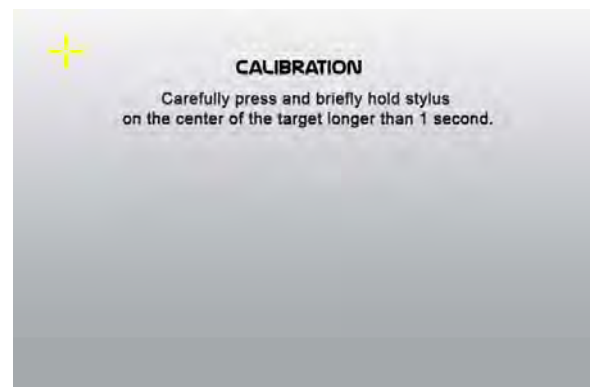 CALIBRATION
Carefully press and briefly hold stylus
on the center of the target longer than 1 second.